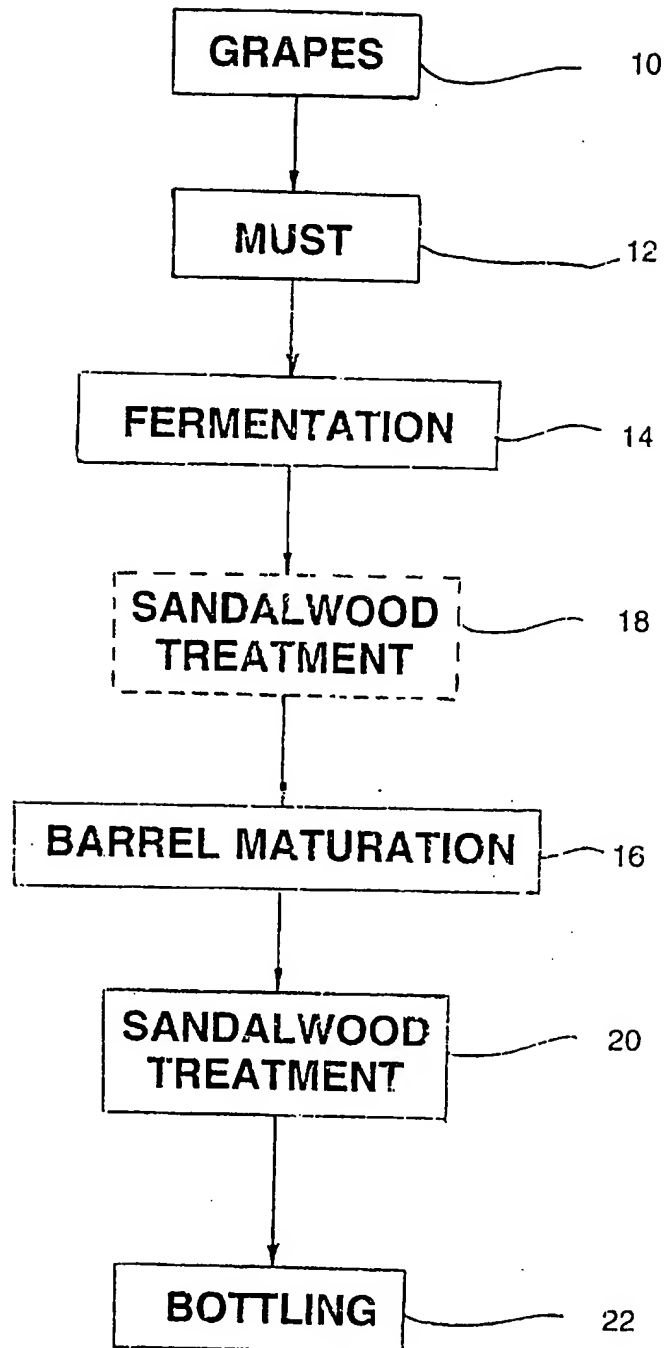 GRAPES 10
MUST 12
FERMENTATION 14
SANDALWOOD
TREATMENT 18
BARREL MATURATION 16
SANDALWOOD
TREATMENT 20
BOTTLING 22